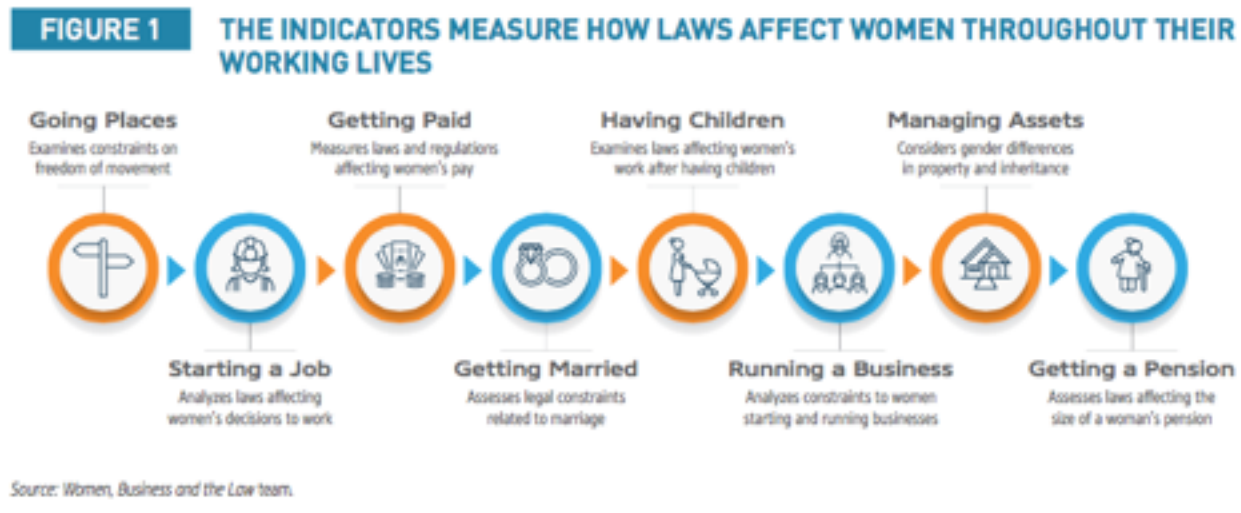 FIGURE 1
THE INDICATORS MEASURE HOW LAWS AFFECT WOMEN THROUGHOUT THEIR
WORKING LIVES
Going Places
Examines constraints on
freedom of movement
Getting Paid
Measures laws and regulations
affecting women's pay
Having Children
Examines laws affecting women's
work after having children
Managing Assets
Considers gender differences
in property and inheritance
Starting a Job
Analyzes laws affecting
women's decisions to work
Getting Married
Assesses legal constraints
related to marriage
Running a Business
Analyzes constraints to women
starting and running businesses
Getting a Pension
Assesses laws affecting the
size of a woman's pension
Source: Women, Business and the Law team.